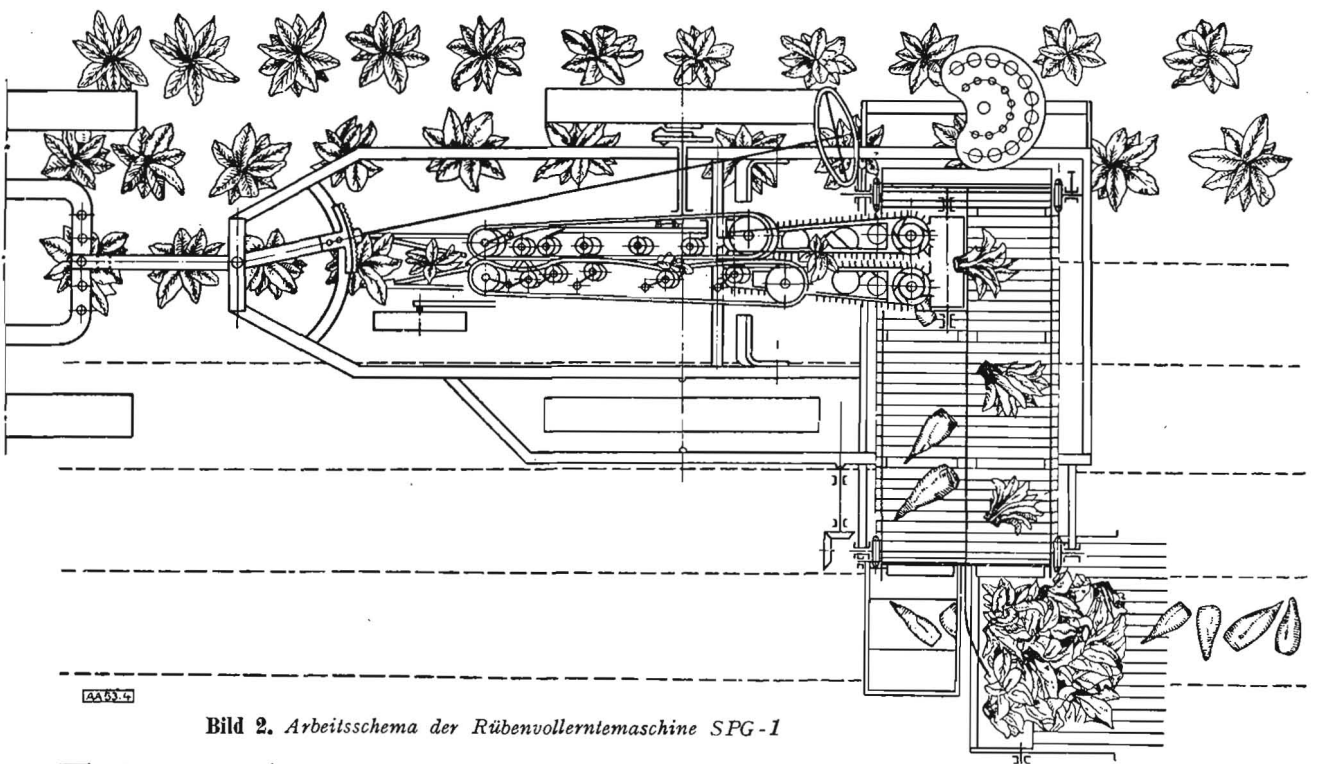 AA 53.4
Bild 2. Arbeitsschema der Rübenvollerntemaschine SPG-1